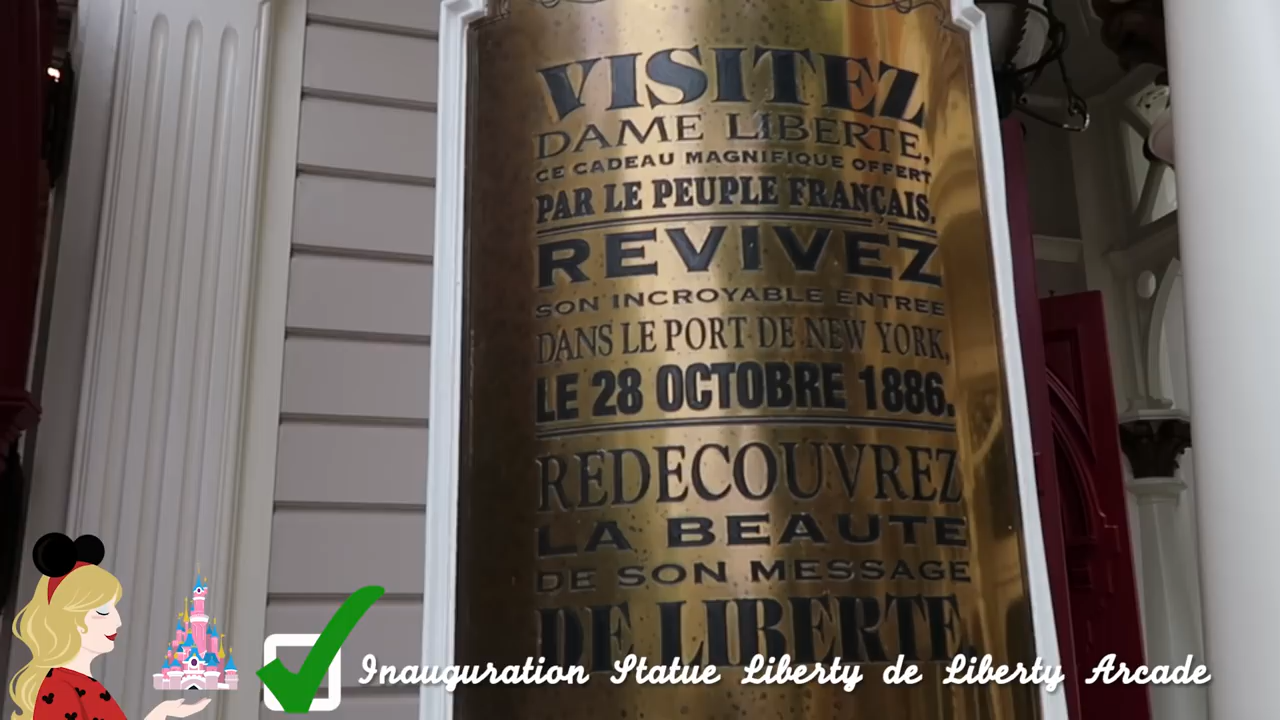 VISITEZ
DAME LIBERTE,
CE CADEAU MAGNIFIQUE OFFERT
PAR LE PEUPLE FRANÇAIS.
REVIVEZ
SON INCROYABLE ENTREE
DANS LE PORT DE NEW YORK,
LE 28 OCTOBRE 1886.
REDECOUVREZ
LA BEAUTE
DE SON MESSAGE
DE LIBERTE.
Inauguration Statue Liberty de Liberty Arcade